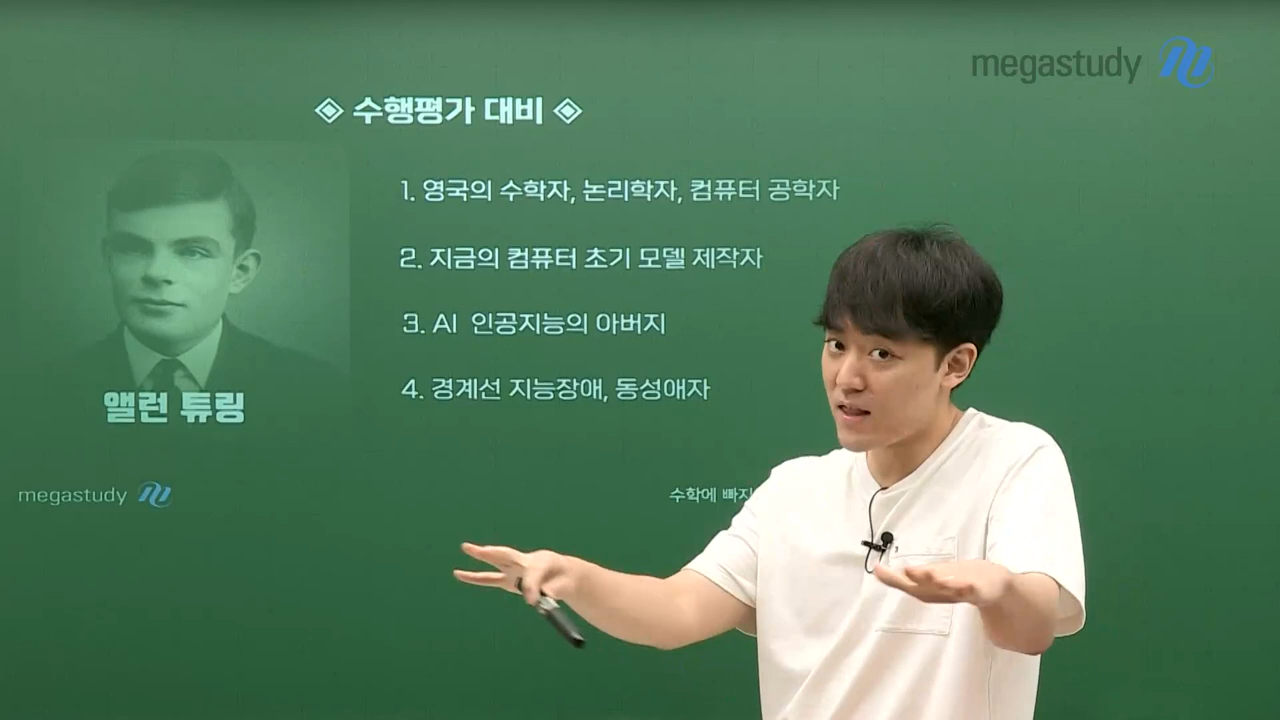 megastudy
◈ 수행평가 대비 ◈
1. 영국의 수학자, 논리학자, 컴퓨터 공학자
2. 지금의 컴퓨터 초기 모델 제작자
3. AI 인공지능의 아버지
4. 경계선 지능장애, 동성애자
앨런 튜링
megastudy
수학에